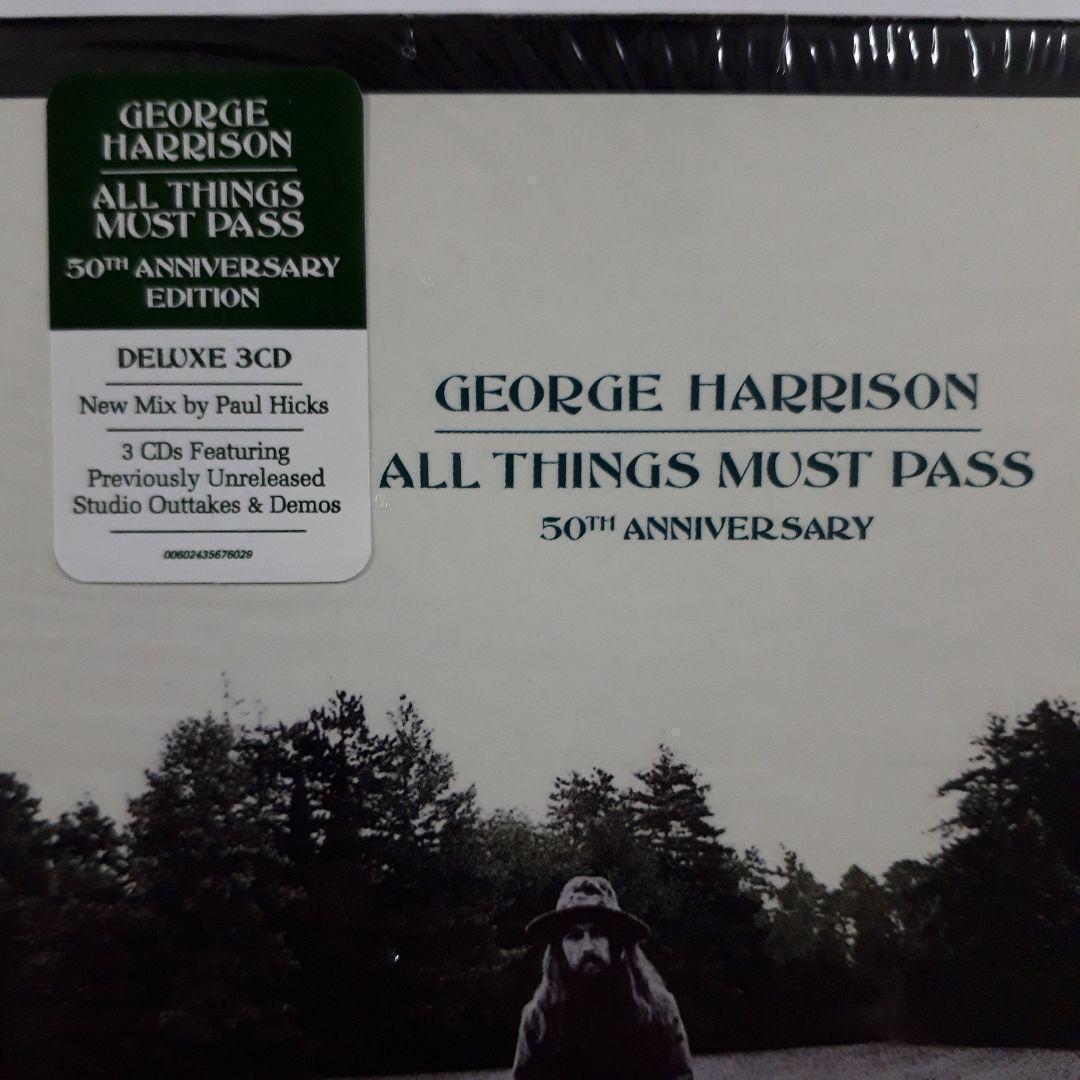 GEORGE
HARRISON
ALL THINGS
MUST PASS
50TH ANNIVERSARY
EDITION
DELUXE 3CD
New Mix by Paul Hicks
3 CDs Featuring
Previously Unreleased
Studio Outtakes & Demos
00602435676029
GEORGE HARRISON
ALL THINGS MUST PASS
50TH ANNIVERSARY